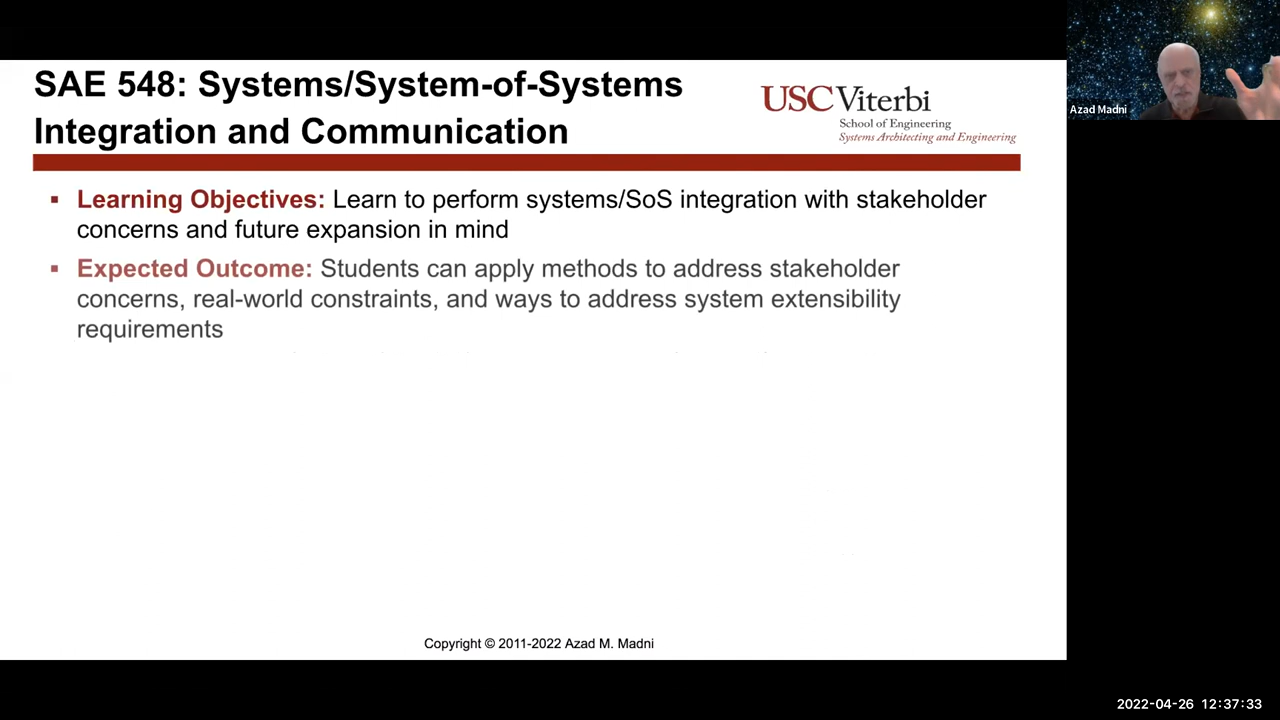 SAE 548: Systems/System-of-Systems
Integration and Communication
USC Viterbi
School of Engineering
Systems Architecting and Engineering
Azad Madni
▪ Learning Objectives: Learn to perform systems/SoS integration with stakeholder
concerns and future expansion in mind
▪ Expected Outcome: Students can apply methods to address stakeholder
concerns, real-world constraints, and ways to address system extensibility
requirements
Copyright © 2011-2022 Azad M. Madni
2022-04-26 12:37:33